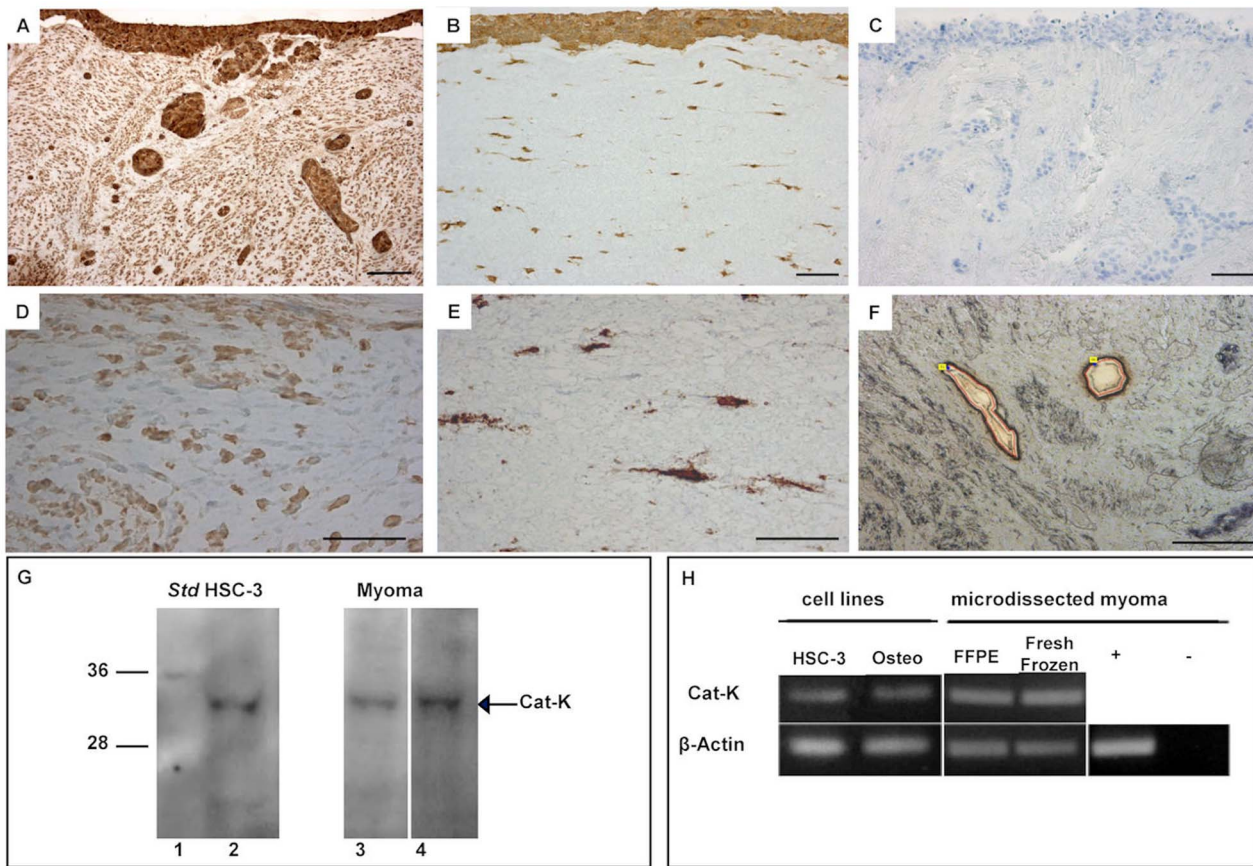 A
B
C
D
E
F
G
Std HSC-3
Myoma
36
28
Cat-K
1 2 3 4
H
cell lines
microdissected myoma
HSC-3 Osteo FFPE Fresh Frozen + -
Cat-K
β-Actin